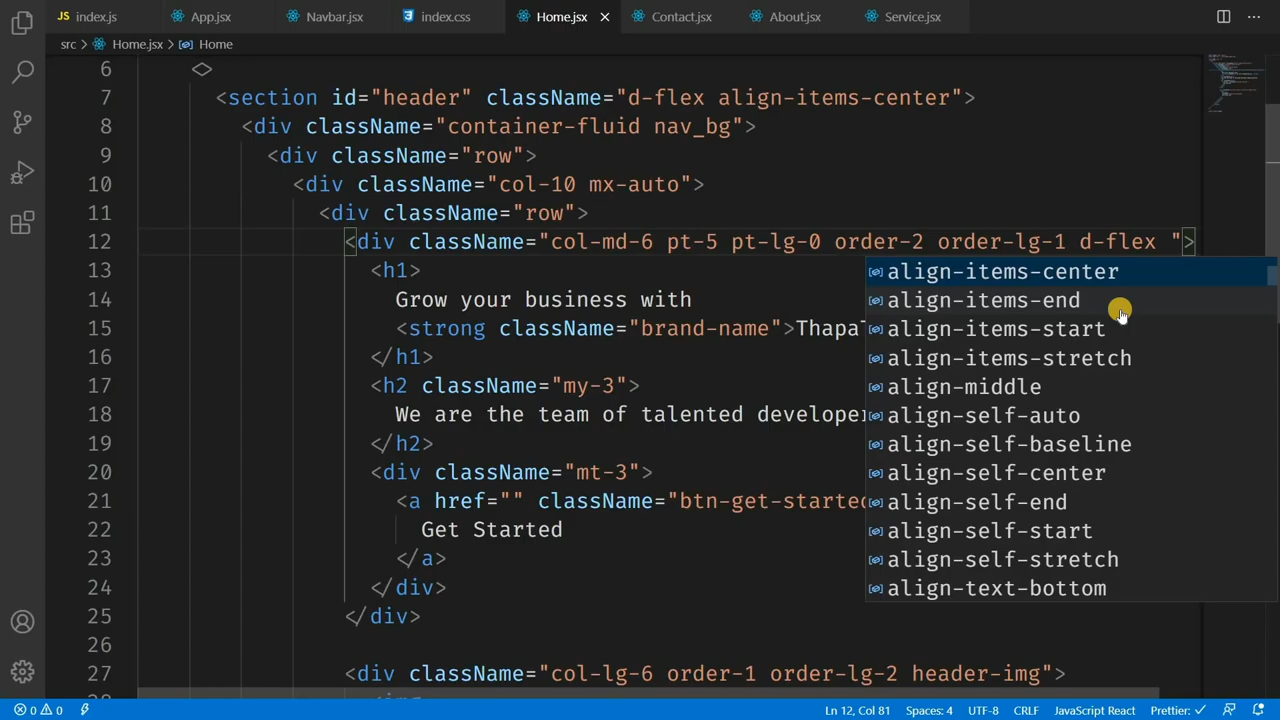 index.js App.jsx Navbar.jsx index.css Home.jsx Contact.jsx About.jsx Service.jsx
src > Home.jsx > Home
6 <>
7 <section id="header" className="d-flex align-items-center">
8 <div className="container-fluid nav_bg">
9 <div className="row">
10 <div className="col-10 mx-auto">
11 <div className="row">
12 <div className="col-md-6 pt-5 pt-lg-0 order-2 order-lg-1 d-flex ">
13 <h1>
14 Grow your business with
15 <strong className="brand-name">Thapa
16 </h1>
17 <h2 className="my-3">
18 We are the team of talented developer
19 </h2>
20 <div className="mt-3">
21 <a href="" className="btn-get-started
22 Get Started
23 </a>
24 </div>
25 </div>
26
27 <div className="col-lg-6 order-1 order-lg-2 header-img">
align-items-center
align-items-end
align-items-start
align-items-stretch
align-middle
align-self-auto
align-self-baseline
align-self-center
align-self-end
align-self-start
align-self-stretch
align-text-bottom
0 0 Ln 12, Col 81 Spaces: 4 UTF-8 CRLF JavaScript React Prettier: ✓